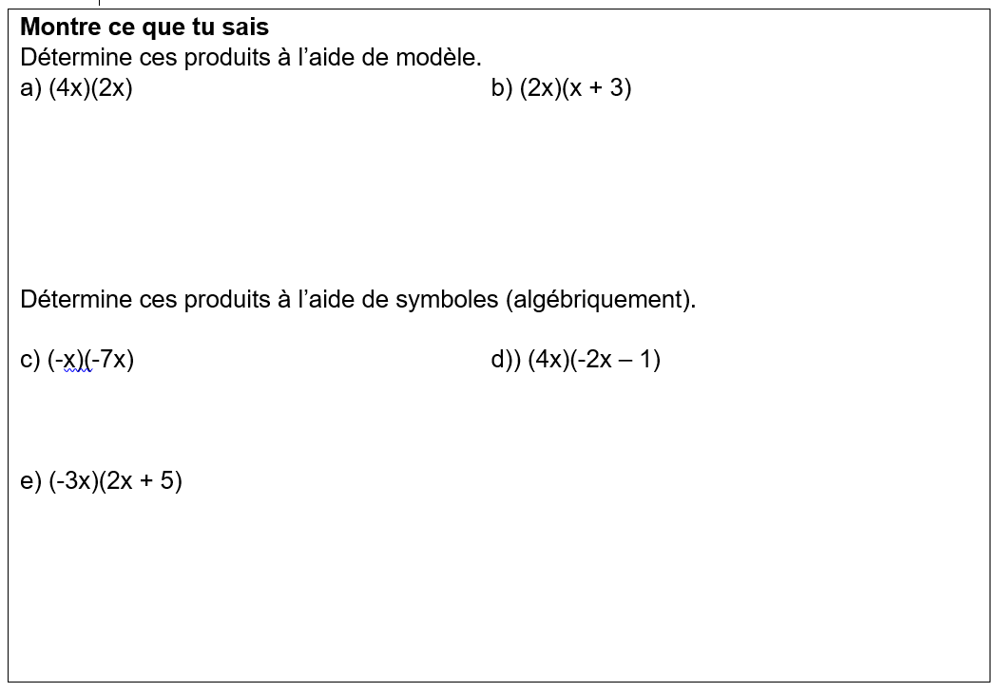 Montre ce que tu sais
Détermine ces produits à l’aide de modèle.
a) (4x)(2x) b) (2x)(x + 3)
Détermine ces produits à l’aide de symboles (algébriquement).
c) (-x)(-7x) d)) (4x)(-2x – 1)
e) (-3x)(2x + 5)